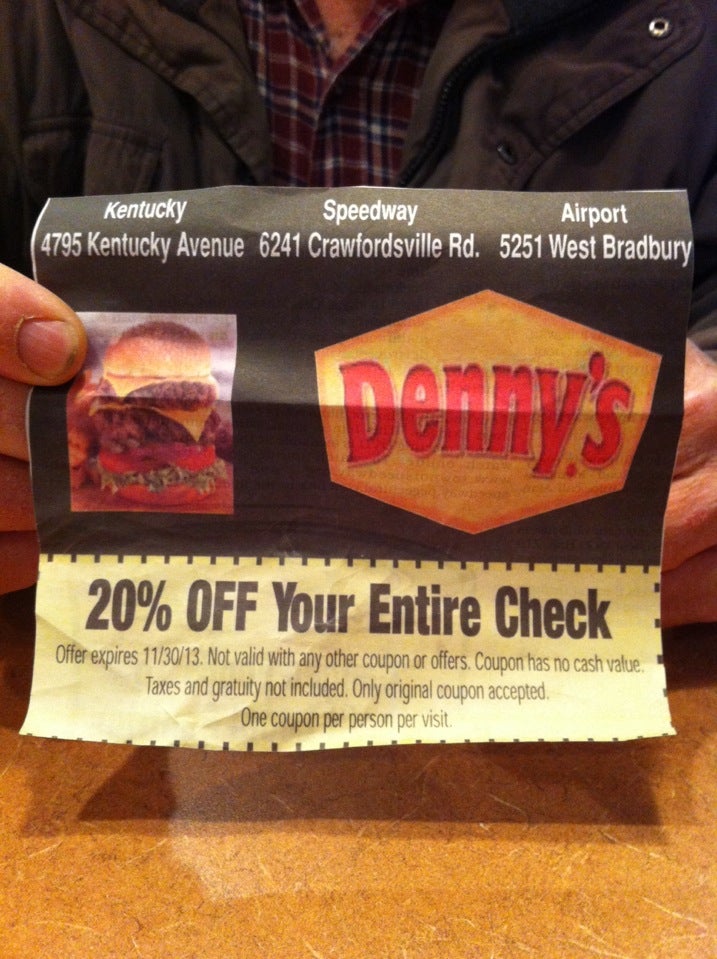 Kentucky Speedway Airport
4795 Kentucky Avenue 6241 Crawfordsville Rd. 5251 West Bradbury
Denny's
20% OFF Your Entire Check
Offer expires 11/30/13. Not valid with any other coupon or offers. Coupon has no cash value.
Taxes and gratuity not included. Only original coupon accepted.
One coupon per person per visit.